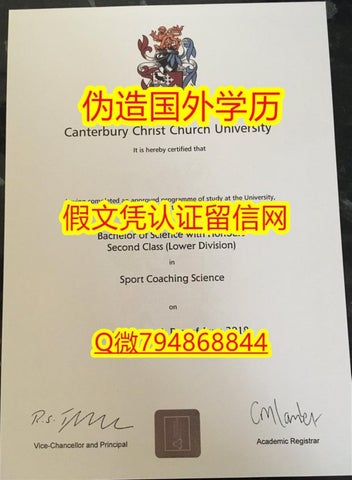 伪造国外学历
Canterbury Christ Church University
It is hereby certified that
having completed an approved programme of study at the University,
假文凭认证留信网
Bachelor of Science with Honours
Second Class (Lower Division)
in
Sport Coaching Science
on
2018
Q微794868844
Vice-Chancellor and Principal
Academic Registrar